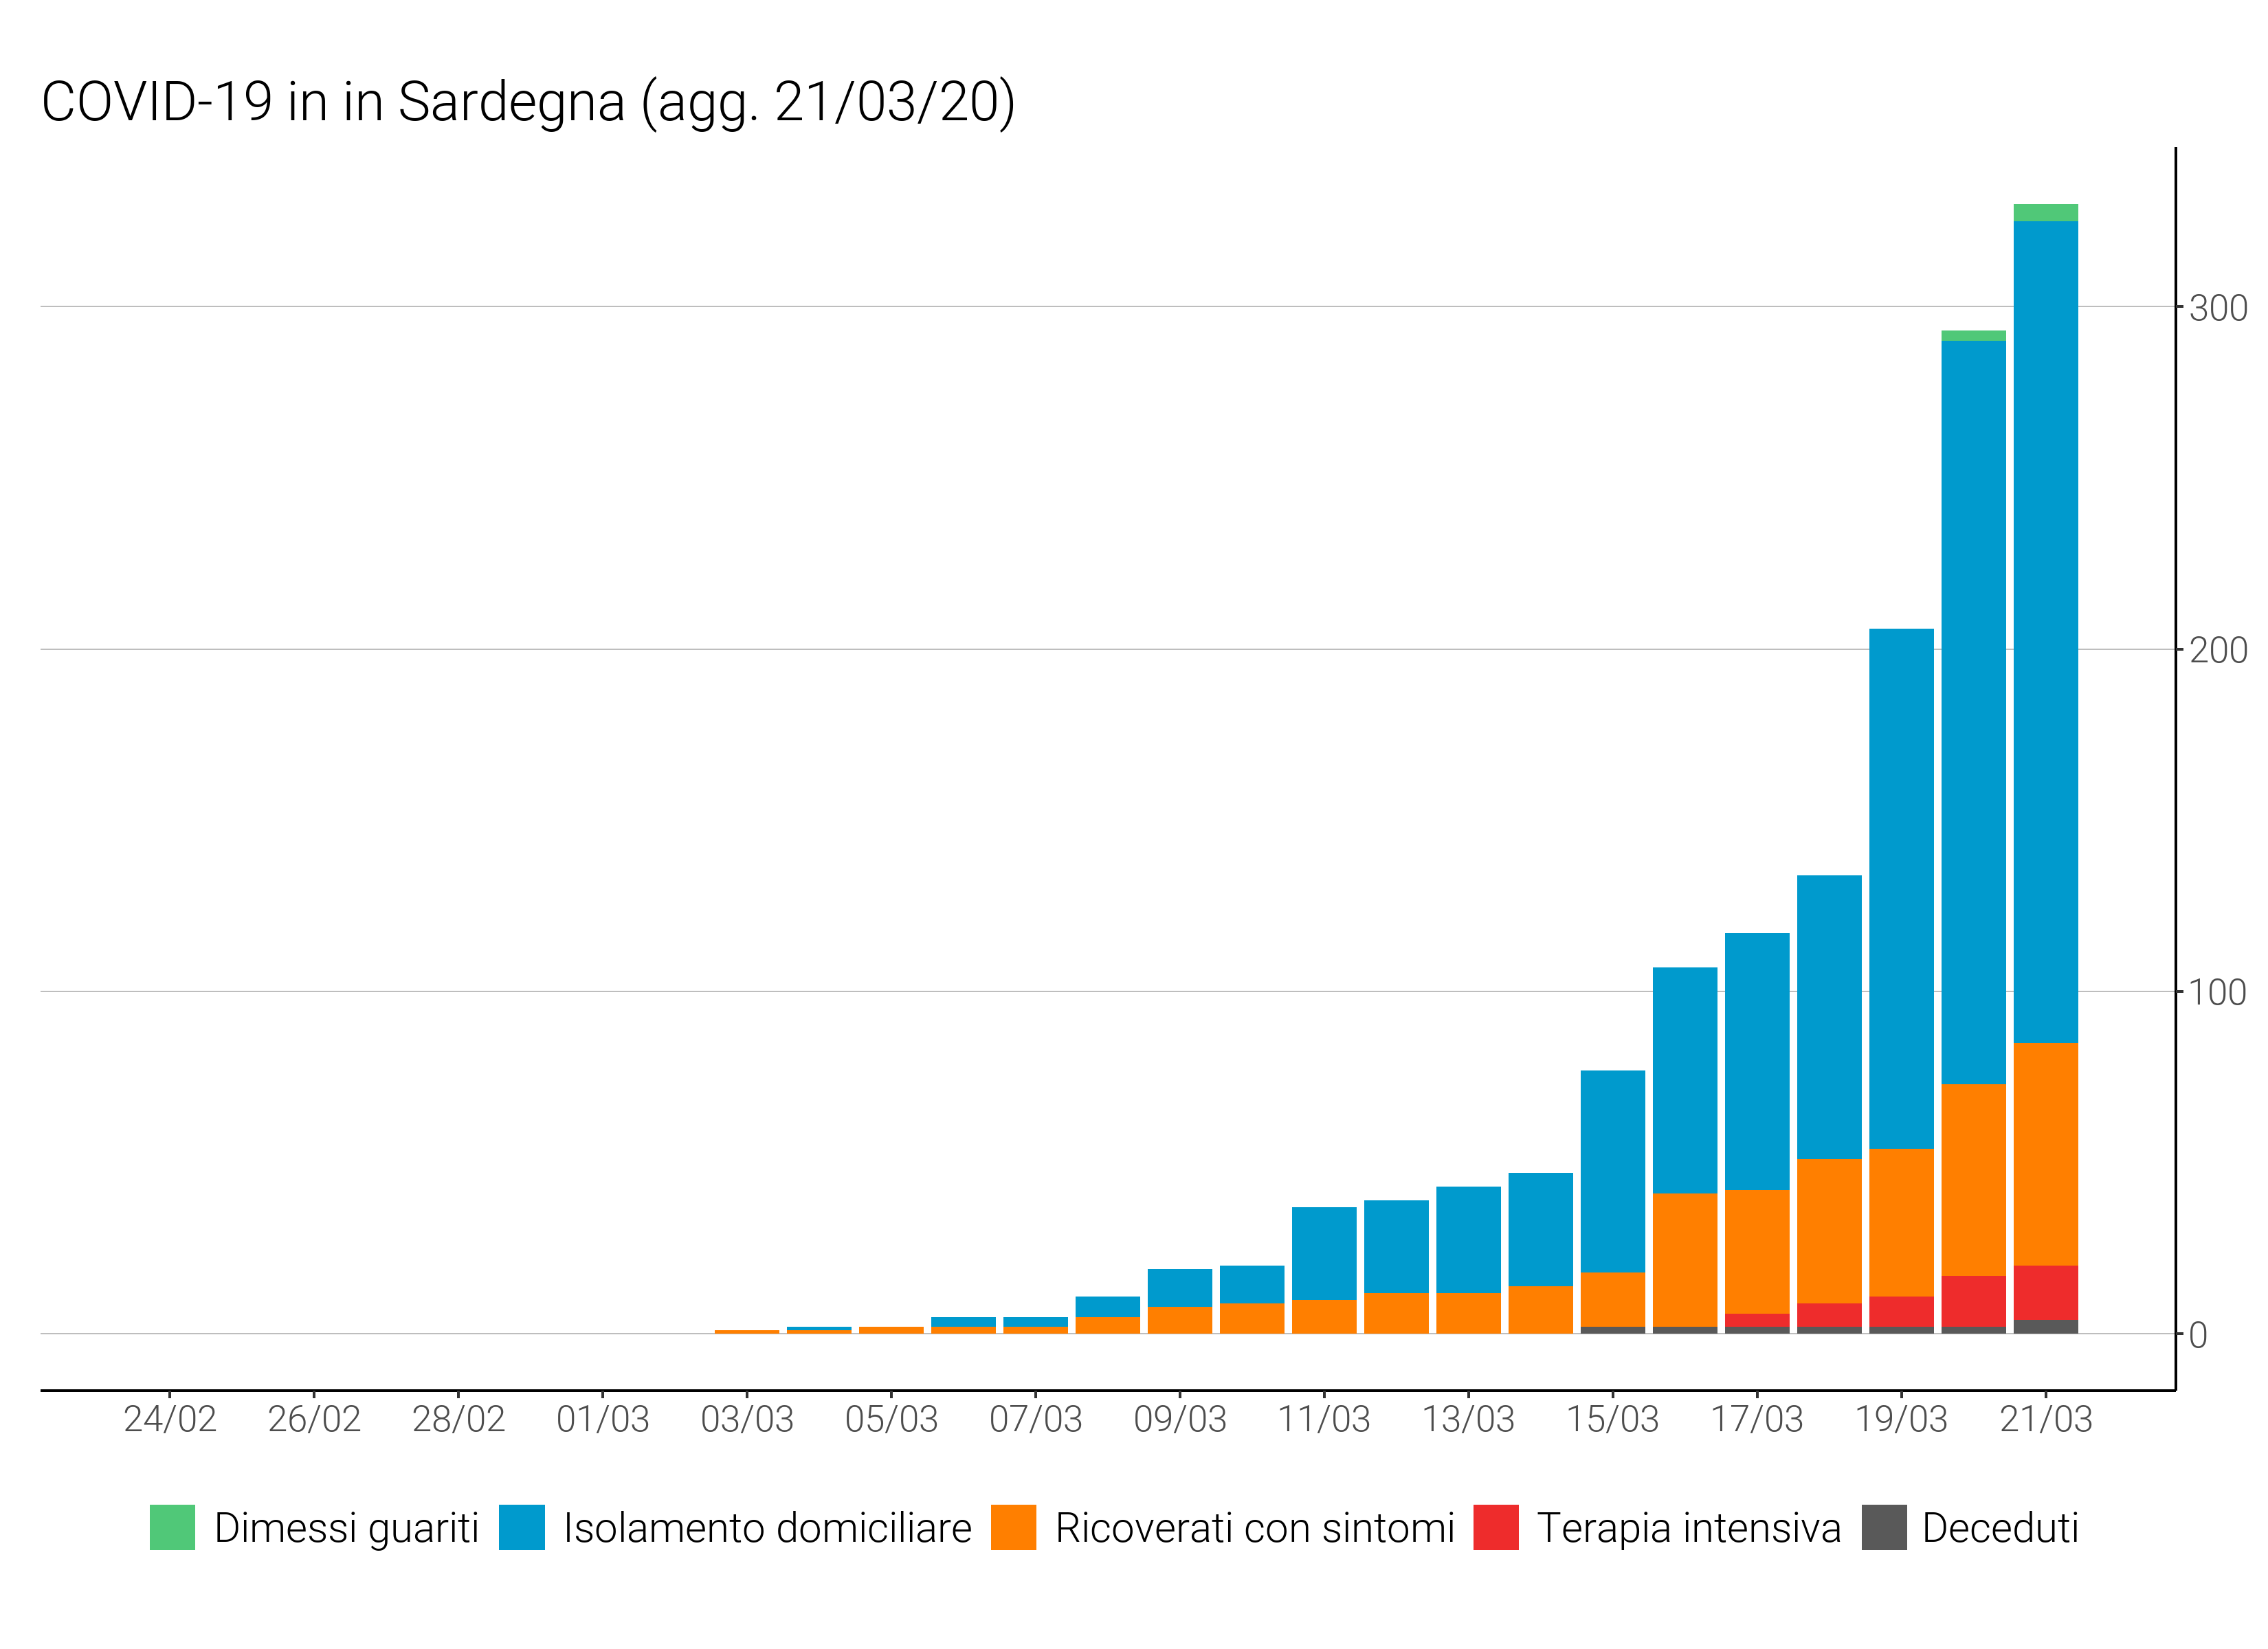 COVID-19 in in Sardegna (agg. 21/03/20)
300
200
100
0
24/02 26/02 28/02 01/03 03/03 05/03 07/03 09/03 11/03 13/03 15/03 17/03 19/03 21/03
Dimessi guariti Isolamento domiciliare Ricoverati con sintomi Terapia intensiva Deceduti